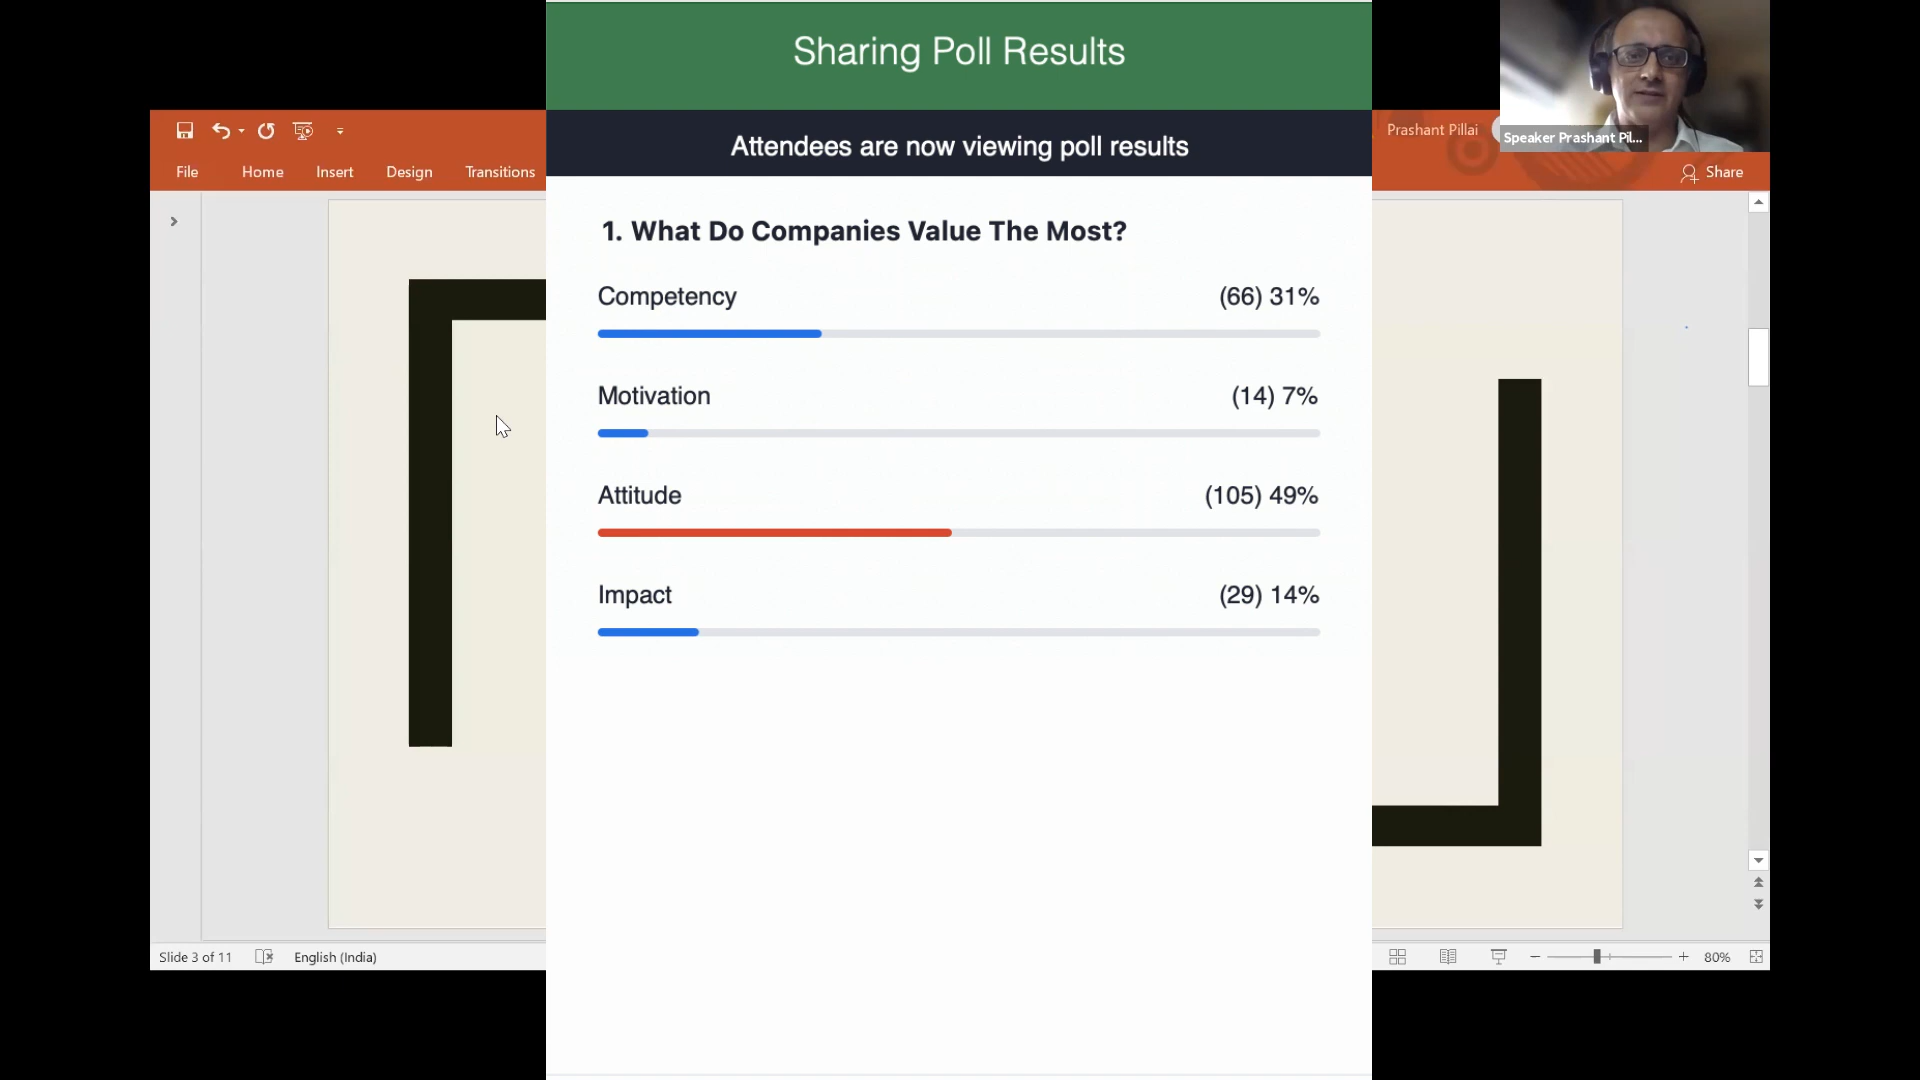 Sharing Poll Results
Attendees are now viewing poll results
Prashant Pillai
Speaker Prashant Pil...
File Home Insert Design Transitions
Share
1. What Do Companies Value The Most?
Competency (66) 31%
Motivation (14) 7%
Attitude (105) 49%
Impact (29) 14%
Slide 3 of 11 English (India) 80%